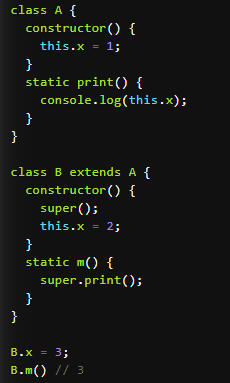 class A {
  constructor() {
    this.x = 1;
  }
  static print() {
    console.log(this.x);
  }
}

class B extends A {
  constructor() {
    super();
    this.x = 2;
  }
  static m() {
    super.print();
  }
}

B.x = 3;
B.m() // 3